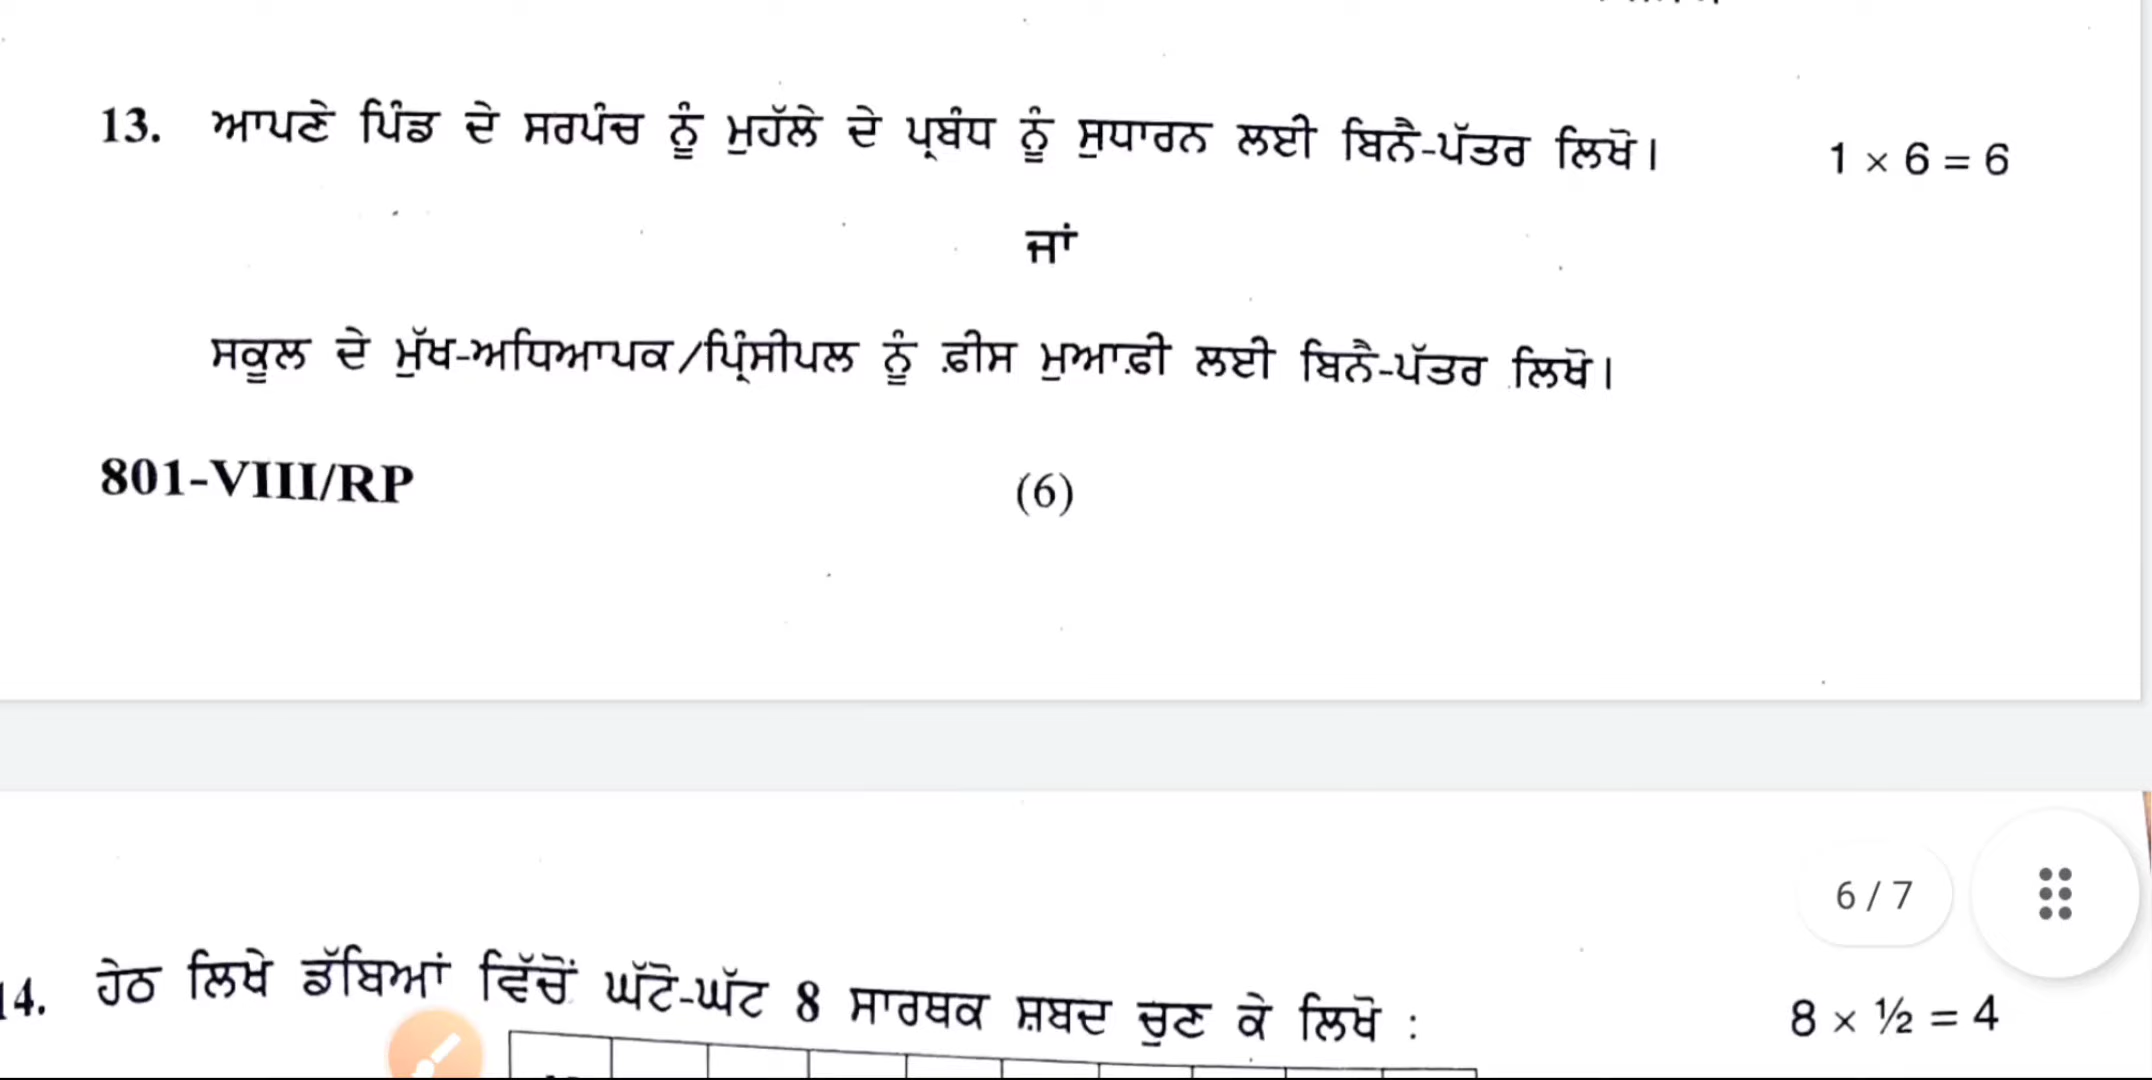 13. ਆਪਣੇ ਪਿੰਡ ਦੇ ਸਰਪੰਚ ਨੂੰ ਮੁਹੱਲੇ ਦੇ ਪ੍ਰਬੰਧ ਨੂੰ ਸੁਧਾਰਨ ਲਈ ਬਿਨੈ-ਪੱਤਰ ਲਿਖੋ। 1 × 6 = 6
ਜਾਂ
ਸਕੂਲ ਦੇ ਮੁੱਖ-ਅਧਿਆਪਕ/ਪ੍ਰਿੰਸੀਪਲ ਨੂੰ ਫ਼ੀਸ ਮੁਆਫ਼ੀ ਲਈ ਬਿਨੈ-ਪੱਤਰ ਲਿਖੋ।
801-VIII/RP (6)
6 / 7
14. ਹੇਠ ਲਿਖੇ ਡੱਬਿਆਂ ਵਿੱਚੋਂ ਘੱਟੋ-ਘੱਟ 8 ਸਾਰਥਕ ਸ਼ਬਦ ਚੁਣ ਕੇ ਲਿਖੋ : 8 × ½ = 4